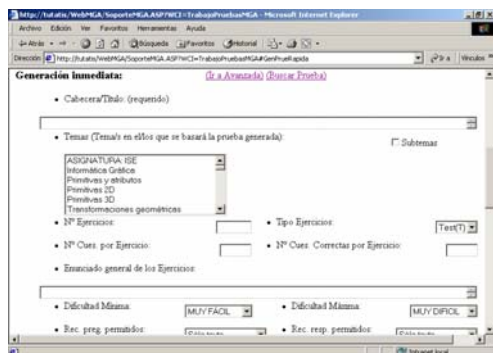 http://tutatis/WebMGA/SoporteMGA.ASP?WCI=TrabajoPruebasMGA - Microsoft Internet Explorer
Archivo Edición Ver Favoritos Herramientas Ayuda
Atrás Búsqueda Favoritos Historial
Dirección http://tutatis/WebMGA/SoporteMGA.ASP?WCI=TrabajoPruebasMGA#GenPrueRapida Ir a Vínculos
Generación inmediata: (Ir a Avanzada) (Buscar Prueba)
Cabecera/Título: (requerido)
Temas (Tema/s en el/los que se basará la prueba generada): Subtemas
ASIGNATURA: ISE
Informática Gráfica
Primitivas y atributos
Primitivas 2D
Primitivas 3D
Transformaciones geométricas
Nº Ejercicios: Tipo Ejercicios: Test(T)
Nº Cues. por Ejercicio: Nº Cues. Correctas por Ejercicio:
Enunciado general de los Ejercicios:
Dificultad Mínima: MUY FÁCIL Dificultad Máxima: MUY DIFICIL
Rec. preg. permitidos: Sólo texto Rec. resp. permitidos: Sólo texto
Intranet local